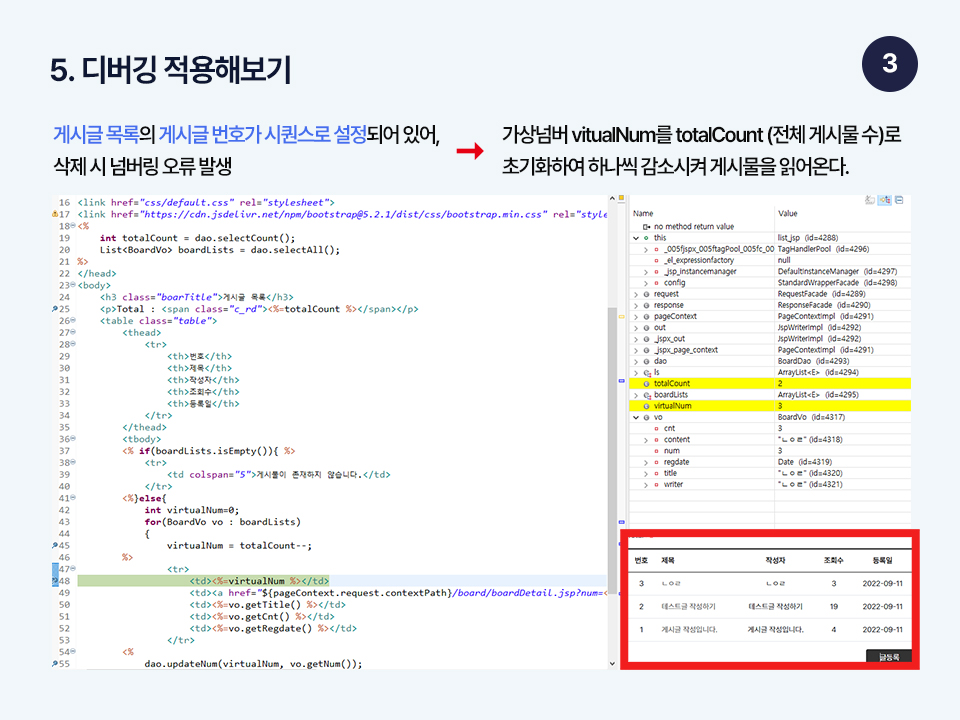 5. 디버깅 적용해보기
3
게시글 목록의 게시글 번호가 시퀀스로 설정되어 있어,
삭제 시 넘버링 오류 발생
가상넘버 vitualNum를 totalCount (전체 게시물 수)로
초기화하여 하나씩 감소시켜 게시물을 읽어온다.
16 <link href="css/default.css" rel="stylesheet">
17 <link href="https://cdn.jsdelivr.net/npm/bootstrap@5.2.1/dist/css/bootstrap.min.css" rel="style
18 <%
19 int totalCount = dao.selectCount();
20 List<BoardVo> boardLists = dao.selectAll();
21 %>
22 </head>
23 <body>
24 <h3 class="boarTitle">게시글 목록</h3>
25 <p>Total : <span class="c_rd"><%=totalCount %></span></p>
26 <table class="table">
27 <thead>
28 <tr>
29 <th>번호</th>
30 <th>제목</th>
31 <th>작성자</th>
32 <th>조회수</th>
33 <th>등록일</th>
34 </tr>
35 </thead>
36 <tbody>
37 <% if(boardLists.isEmpty()){ %>
38 <tr>
39 <td colspan="5">게시물이 존재하지 않습니다.</td>
40 </tr>
41 <%}else{
42 int virtualNum=0;
43 for(BoardVo vo : boardLists)
44 {
45 virtualNum = totalCount--;
46 %>
47 <tr>
48 <td><%=virtualNum %></td>
49 <td><a href="${pageContext.request.contextPath}/board/boardDetail.jsp?num=<
50 <td><%=vo.getTitle() %></td>
51 <td><%=vo.getCnt() %></td>
52 <td><%=vo.getRegdate() %></td>
53 </tr>
54 <%
55 dao.updateNum(virtualNum, vo.getNum());
Name Value
no method return value
this list_jsp (id=4288)
_005fjspx_005ftagPool_005fc_00 TagHandlerPool (id=4296)
_el_expressionfactory null
_jsp_instancemanager DefaultInstanceManager (id=4297)
config StandardWrapperFacade (id=4298)
request RequestFacade (id=4289)
response ResponseFacade (id=4290)
pageContext PageContextImpl (id=4291)
out JspWriterImpl (id=4292)
_jspx_out JspWriterImpl (id=4292)
_jspx_page_context PageContextImpl (id=4291)
dao BoardDao (id=4293)
ls ArrayList<E> (id=4294)
totalCount 2
boardLists ArrayList<E> (id=4295)
virtualNum 3
vo BoardVo (id=4317)
cnt 3
content "ㄴㅇㄹ" (id=4318)
num 3
regdate Date (id=4319)
title "ㄴㅇㄹ" (id=4320)
writer "ㄴㅇㄹ" (id=4321)
번호 제목 작성자 조회수 등록일
3 ㄴㅇㄹ ㄴㅇㄹ 3 2022-09-11
2 테스트글 작성하기 테스트글 작성하기 19 2022-09-11
1 게시글 작성입니다. 게시글 작성입니다. 4 2022-09-11
글등록